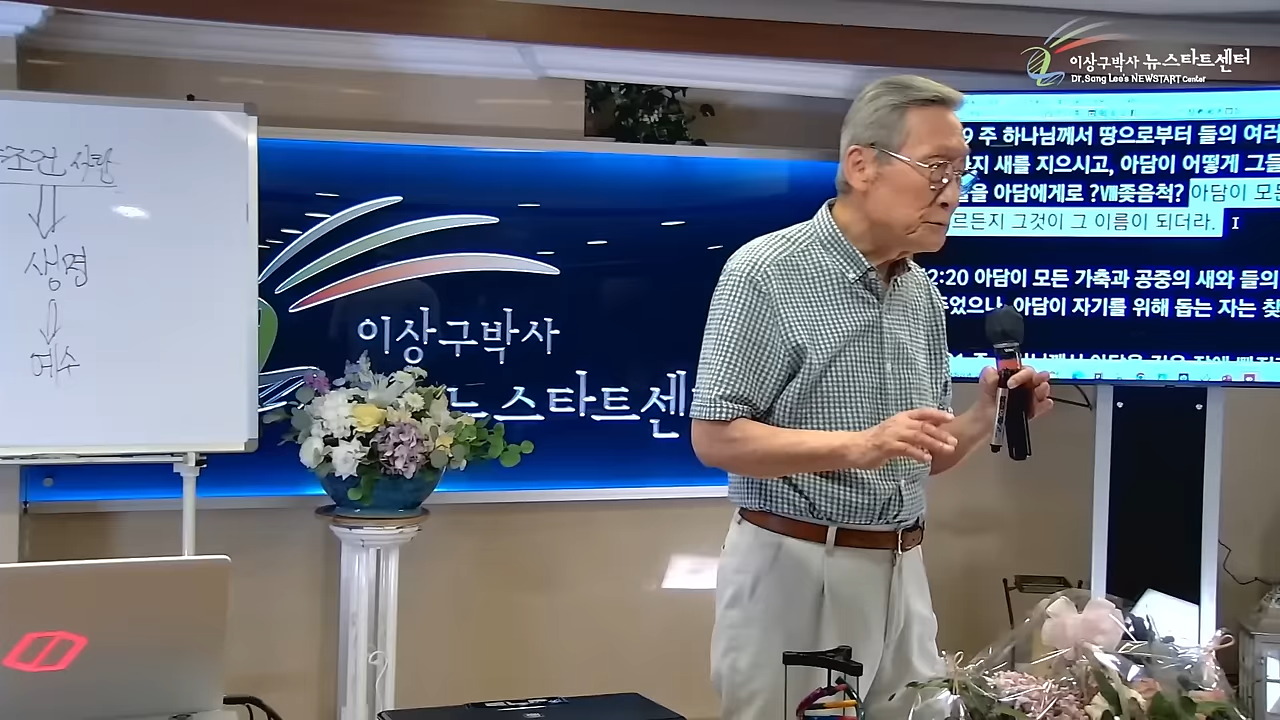 이상구박사 뉴스타트센터
Dr. Sang Lee's NEWSTART Center
조건 사랑
생명
예수
이상구박사
뉴스타트센
9 주 하나님께서 땅으로부터 들의 여러
새를 지으시고, 아담이 어떻게 그들
아담에게로 ?Ⅷ좆음척? 아담이 모든
르든지 그것이 그 이름이 되더라.
2:20 아담이 모든 가축과 공중의 새와 들의
주었으나, 아담이 자기를 위해 돕는 자는 찾